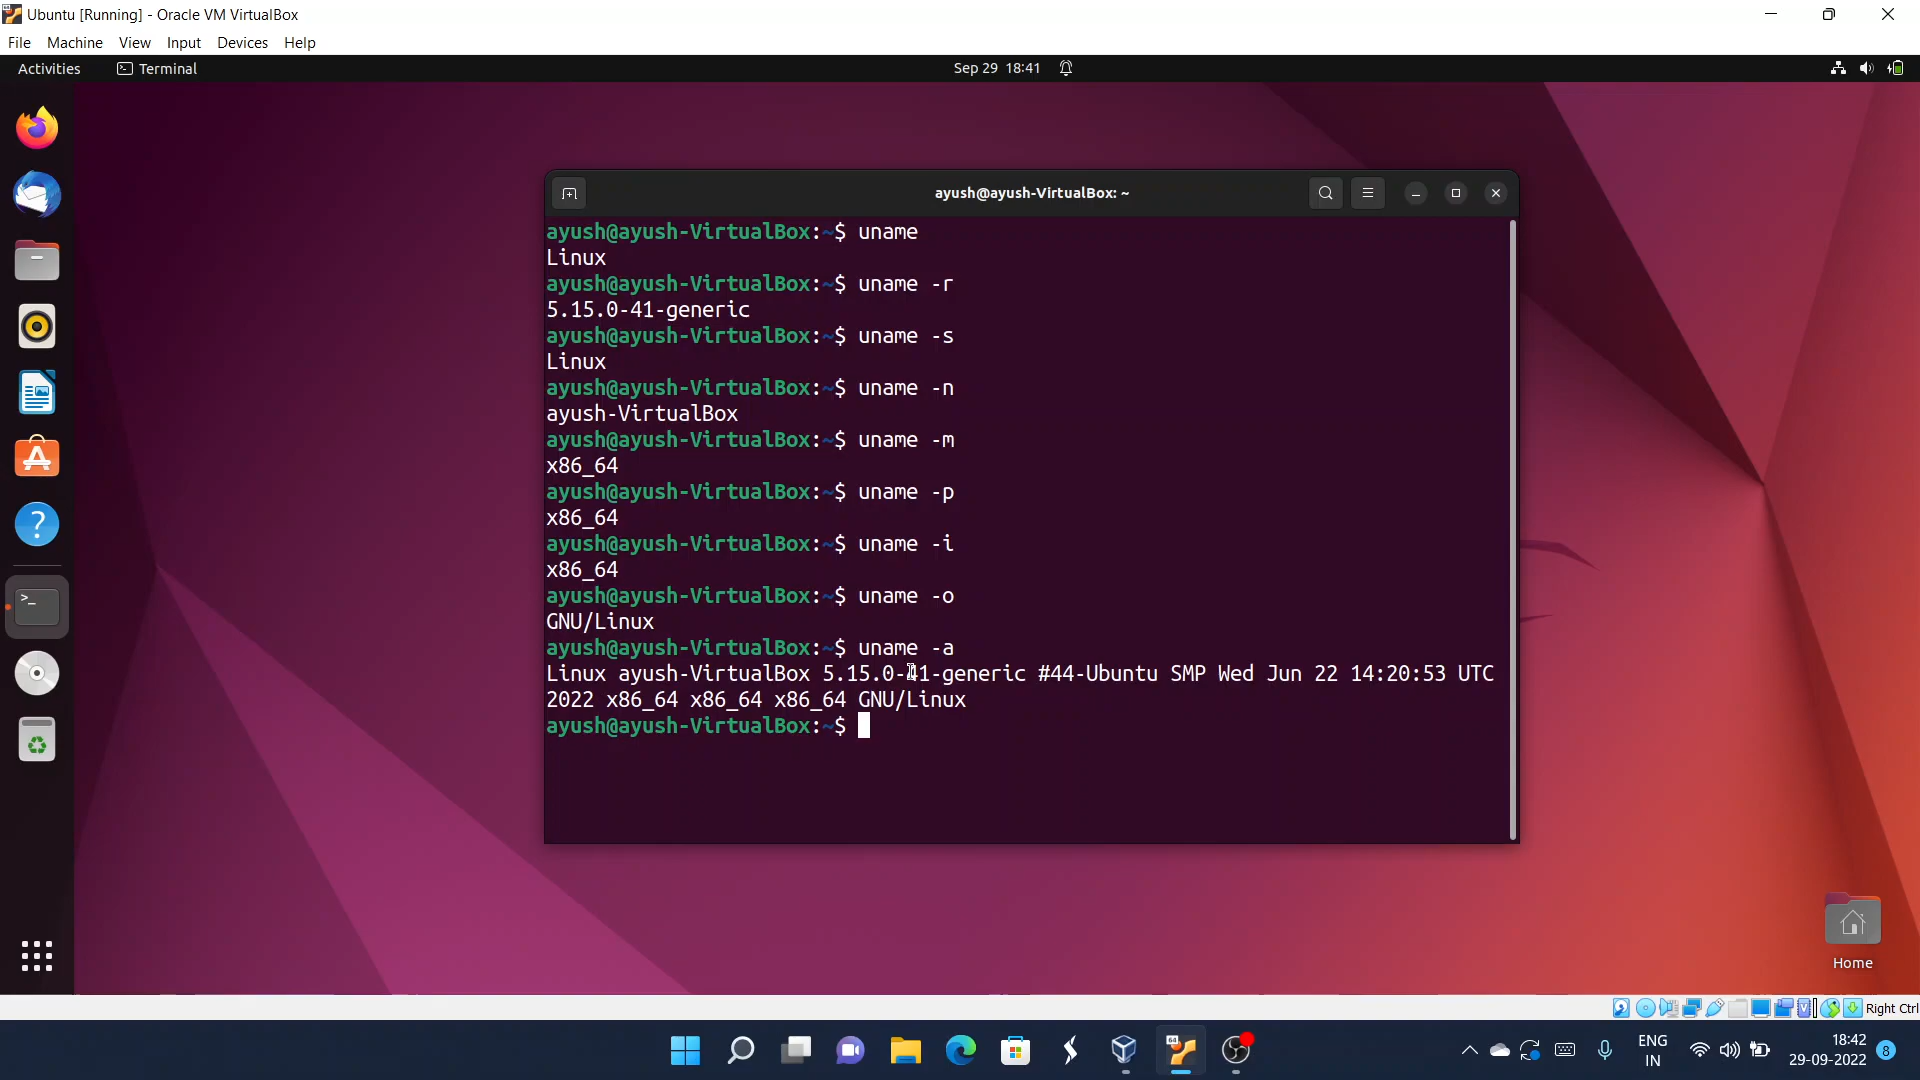 Ubuntu [Running] - Oracle VM VirtualBox
File Machine View Input Devices Help
Activities Terminal Sep 29 18:41
ayush@ayush-VirtualBox: ~
ayush@ayush-VirtualBox:~$ uname
Linux
ayush@ayush-VirtualBox:~$ uname -r
5.15.0-41-generic
ayush@ayush-VirtualBox:~$ uname -s
Linux
ayush@ayush-VirtualBox:~$ uname -n
ayush-VirtualBox
ayush@ayush-VirtualBox:~$ uname -m
x86_64
ayush@ayush-VirtualBox:~$ uname -p
x86_64
ayush@ayush-VirtualBox:~$ uname -i
x86_64
ayush@ayush-VirtualBox:~$ uname -o
GNU/Linux
ayush@ayush-VirtualBox:~$ uname -a
Linux ayush-VirtualBox 5.15.0-41-generic #44-Ubuntu SMP Wed Jun 22 14:20:53 UTC
2022 x86_64 x86_64 x86_64 GNU/Linux
ayush@ayush-VirtualBox:~$
Home
Right Ctrl
64
ENG
IN
18:42
29-09-2022
8